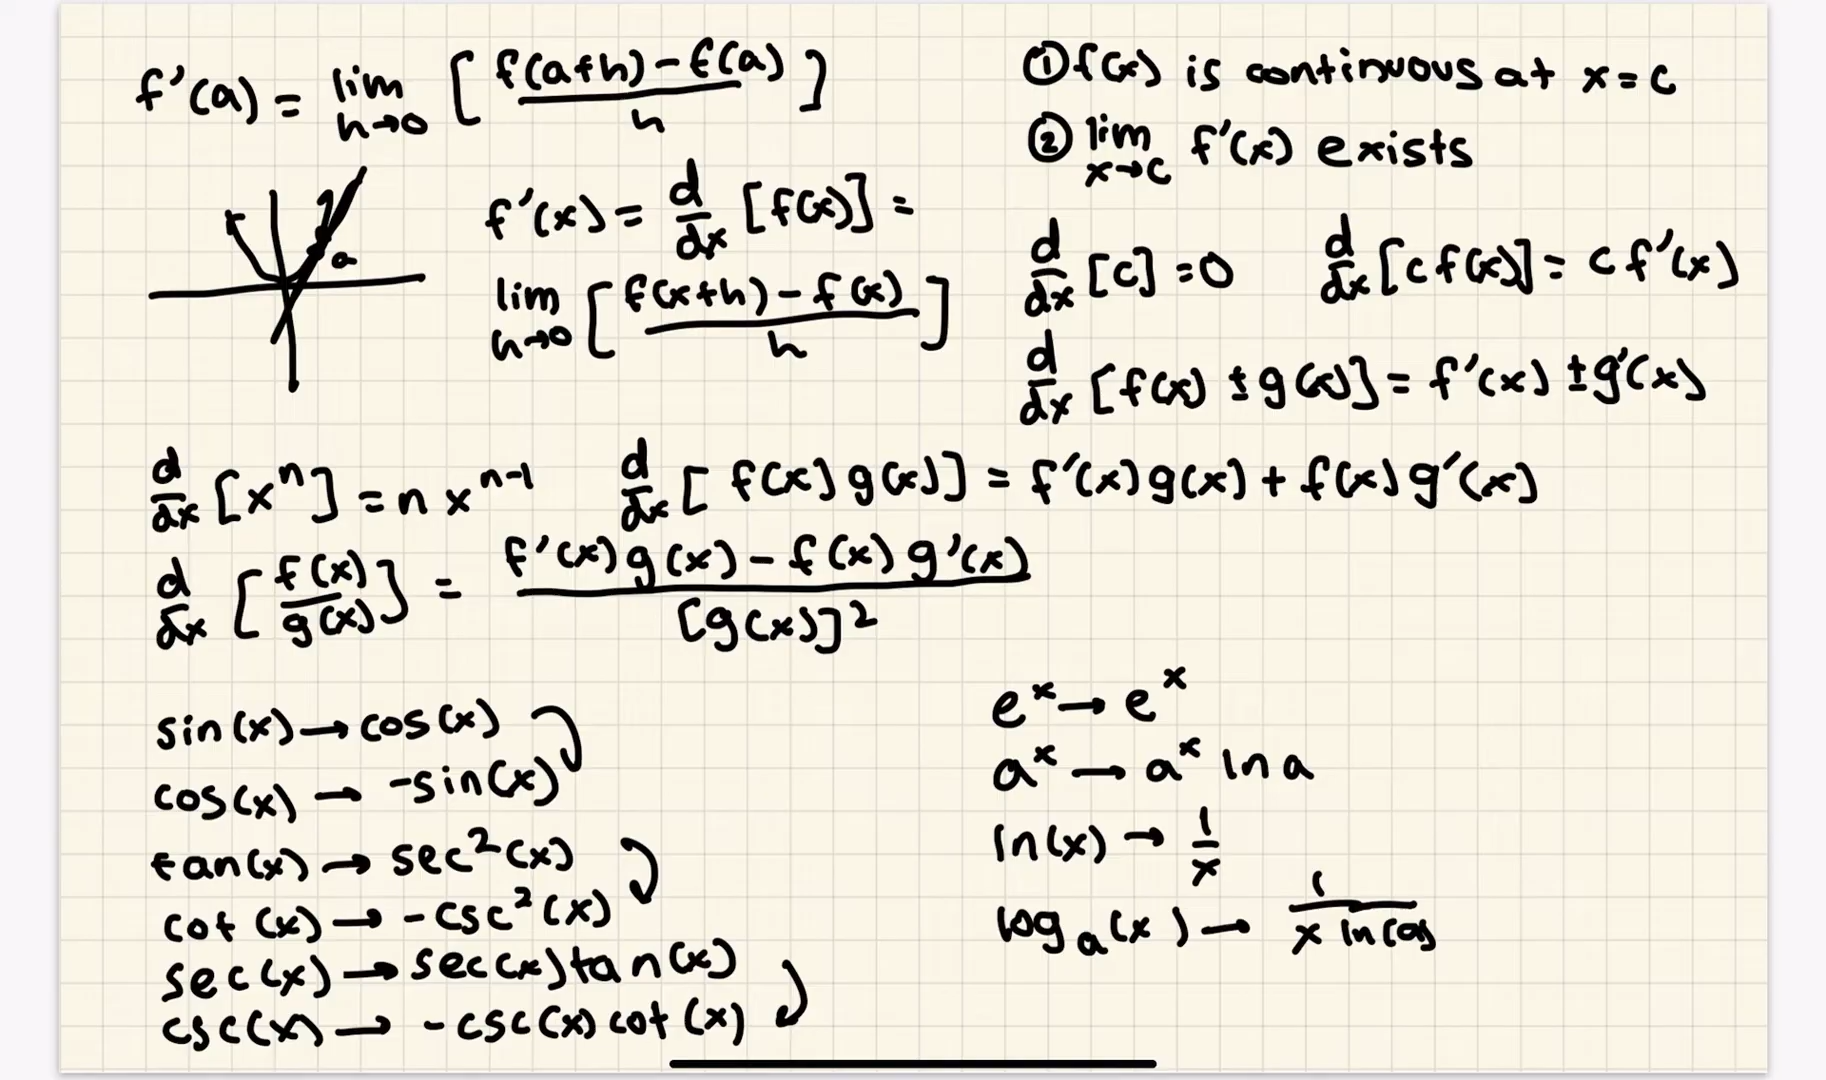 f'(a) = lim h→0 [ (f(a+h) - f(a)) / h ]
a
f'(x) = d/dx [f(x)] =
lim h→0 [ (f(x+h) - f(x)) / h ]
① f(x) is continuous at x = c
② lim x→c f'(x) exists
d/dx [c] = 0
d/dx [c f(x)] = c f'(x)
d/dx [f(x) ± g(x)] = f'(x) ± g'(x)
d/dx [xⁿ] = n xⁿ⁻¹
d/dx [f(x) g(x)] = f'(x) g(x) + f(x) g'(x)
d/dx [f(x) / g(x)] = (f'(x) g(x) - f(x) g'(x)) / [g(x)]²
sin(x) → cos(x)
cos(x) → -sin(x)
tan(x) → sec²(x)
cot(x) → -csc²(x)
sec(x) → sec(x) tan(x)
csc(x) → -csc(x) cot(x)
eˣ → eˣ
aˣ → aˣ ln a
ln(x) → 1/x
logₐ(x) → 1 / (x ln(a))